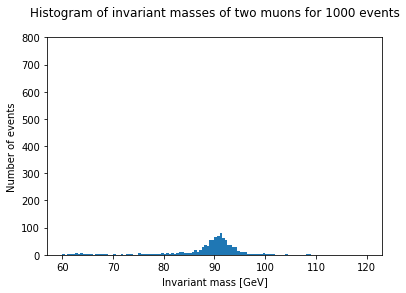 Histogram of invariant masses of two muons for 1000 events
800
700
600
500
400
300
200
100
0
Number of events
60 70 80 90 100 110 120
Invariant mass [GeV]